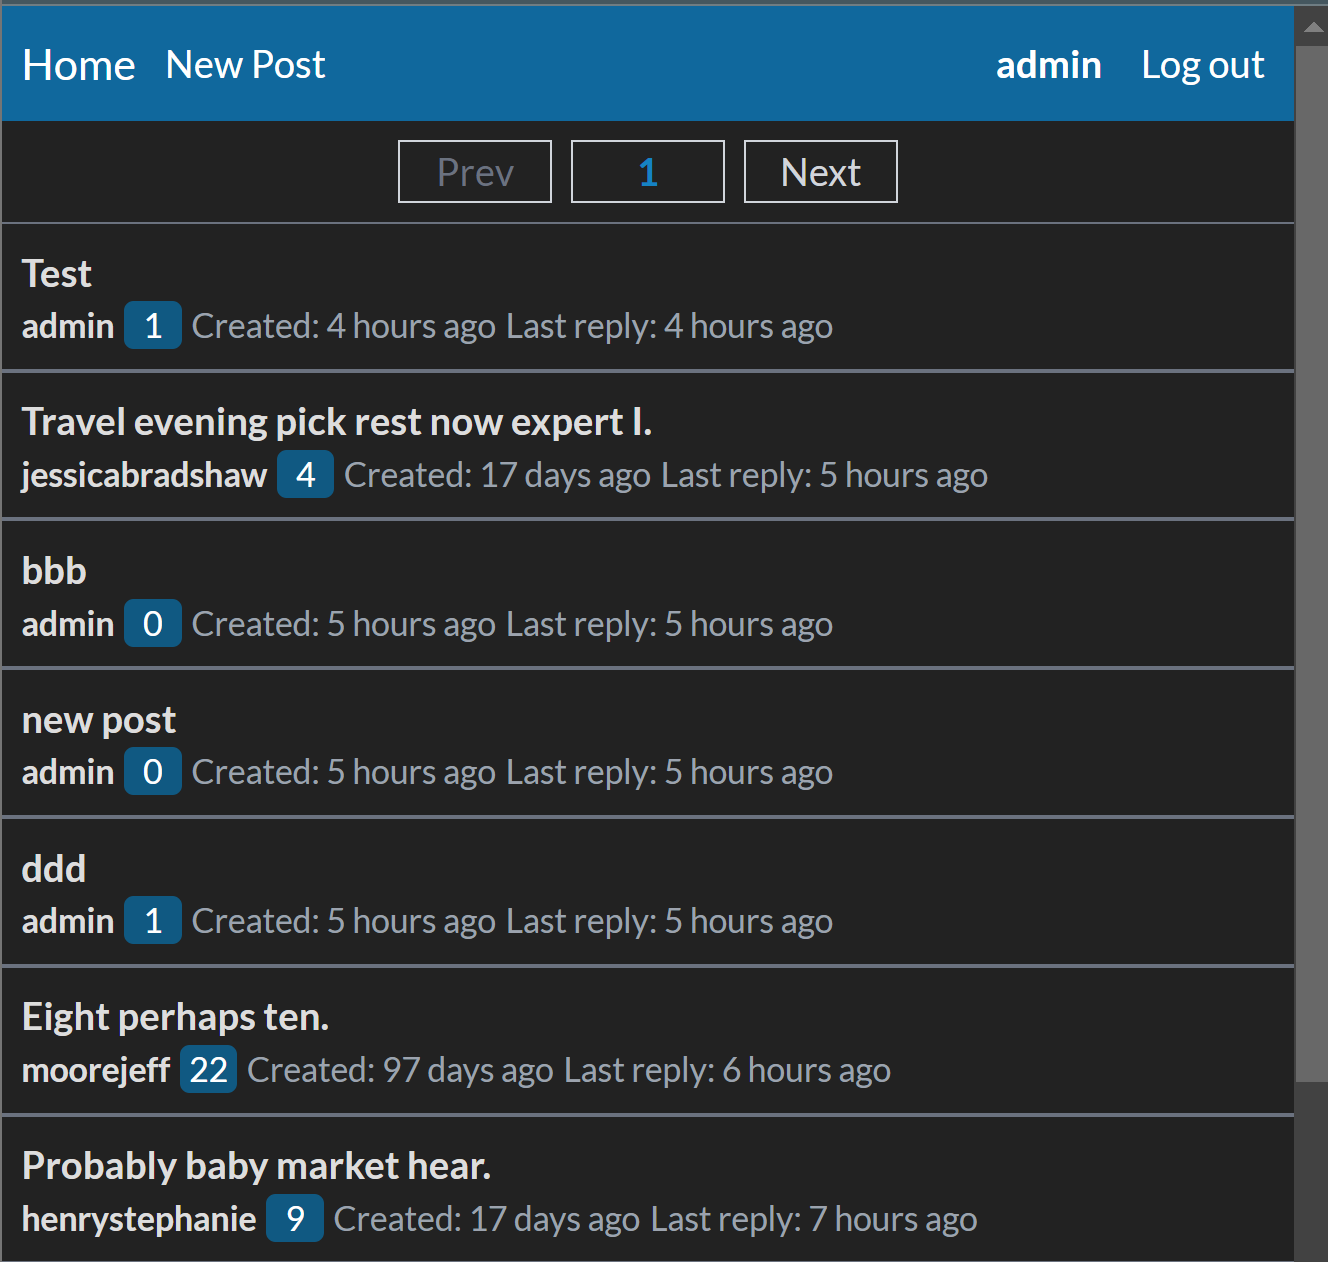 Home New Post admin Log out
Prev 1 Next
Test
admin 1 Created: 4 hours ago Last reply: 4 hours ago
Travel evening pick rest now expert I.
jessicabradshaw 4 Created: 17 days ago Last reply: 5 hours ago
bbb
admin 0 Created: 5 hours ago Last reply: 5 hours ago
new post
admin 0 Created: 5 hours ago Last reply: 5 hours ago
ddd
admin 1 Created: 5 hours ago Last reply: 5 hours ago
Eight perhaps ten.
moorejeff 22 Created: 97 days ago Last reply: 6 hours ago
Probably baby market hear.
henrystephanie 9 Created: 17 days ago Last reply: 7 hours ago